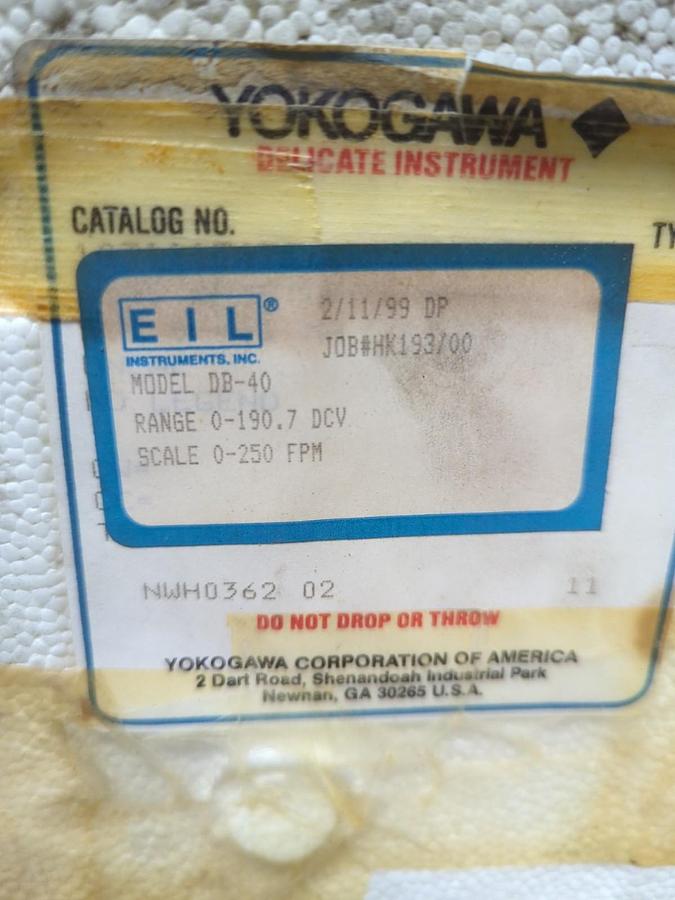 YOKOGAWA
DELICATE INSTRUMENT
CATALOG NO.
TY
EIL®
INSTRUMENTS, INC.
2/11/99 DP
JOB#HK193/00
MODEL DB-40
RANGE 0-190.7 DCV
SCALE 0-250 FPM
NWH0362 02 11
DO NOT DROP OR THROW
YOKOGAWA CORPORATION OF AMERICA
2 Dart Road, Shenandoah Industrial Park
Newnan, GA 30265 U.S.A.